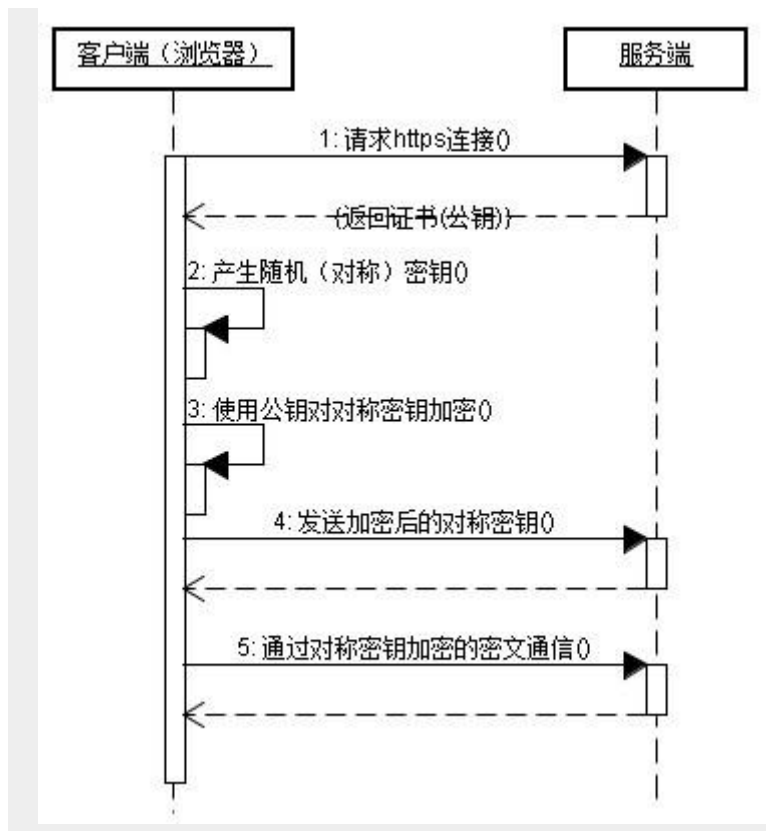 客户端（浏览器）
服务端
1: 请求https连接()
(返回证书(公钥))
2: 产生随机（对称）密钥()
3: 使用公钥对对称密钥加密()
4: 发送加密后的对称密钥()
5: 通过对称密钥加密的密文通信()